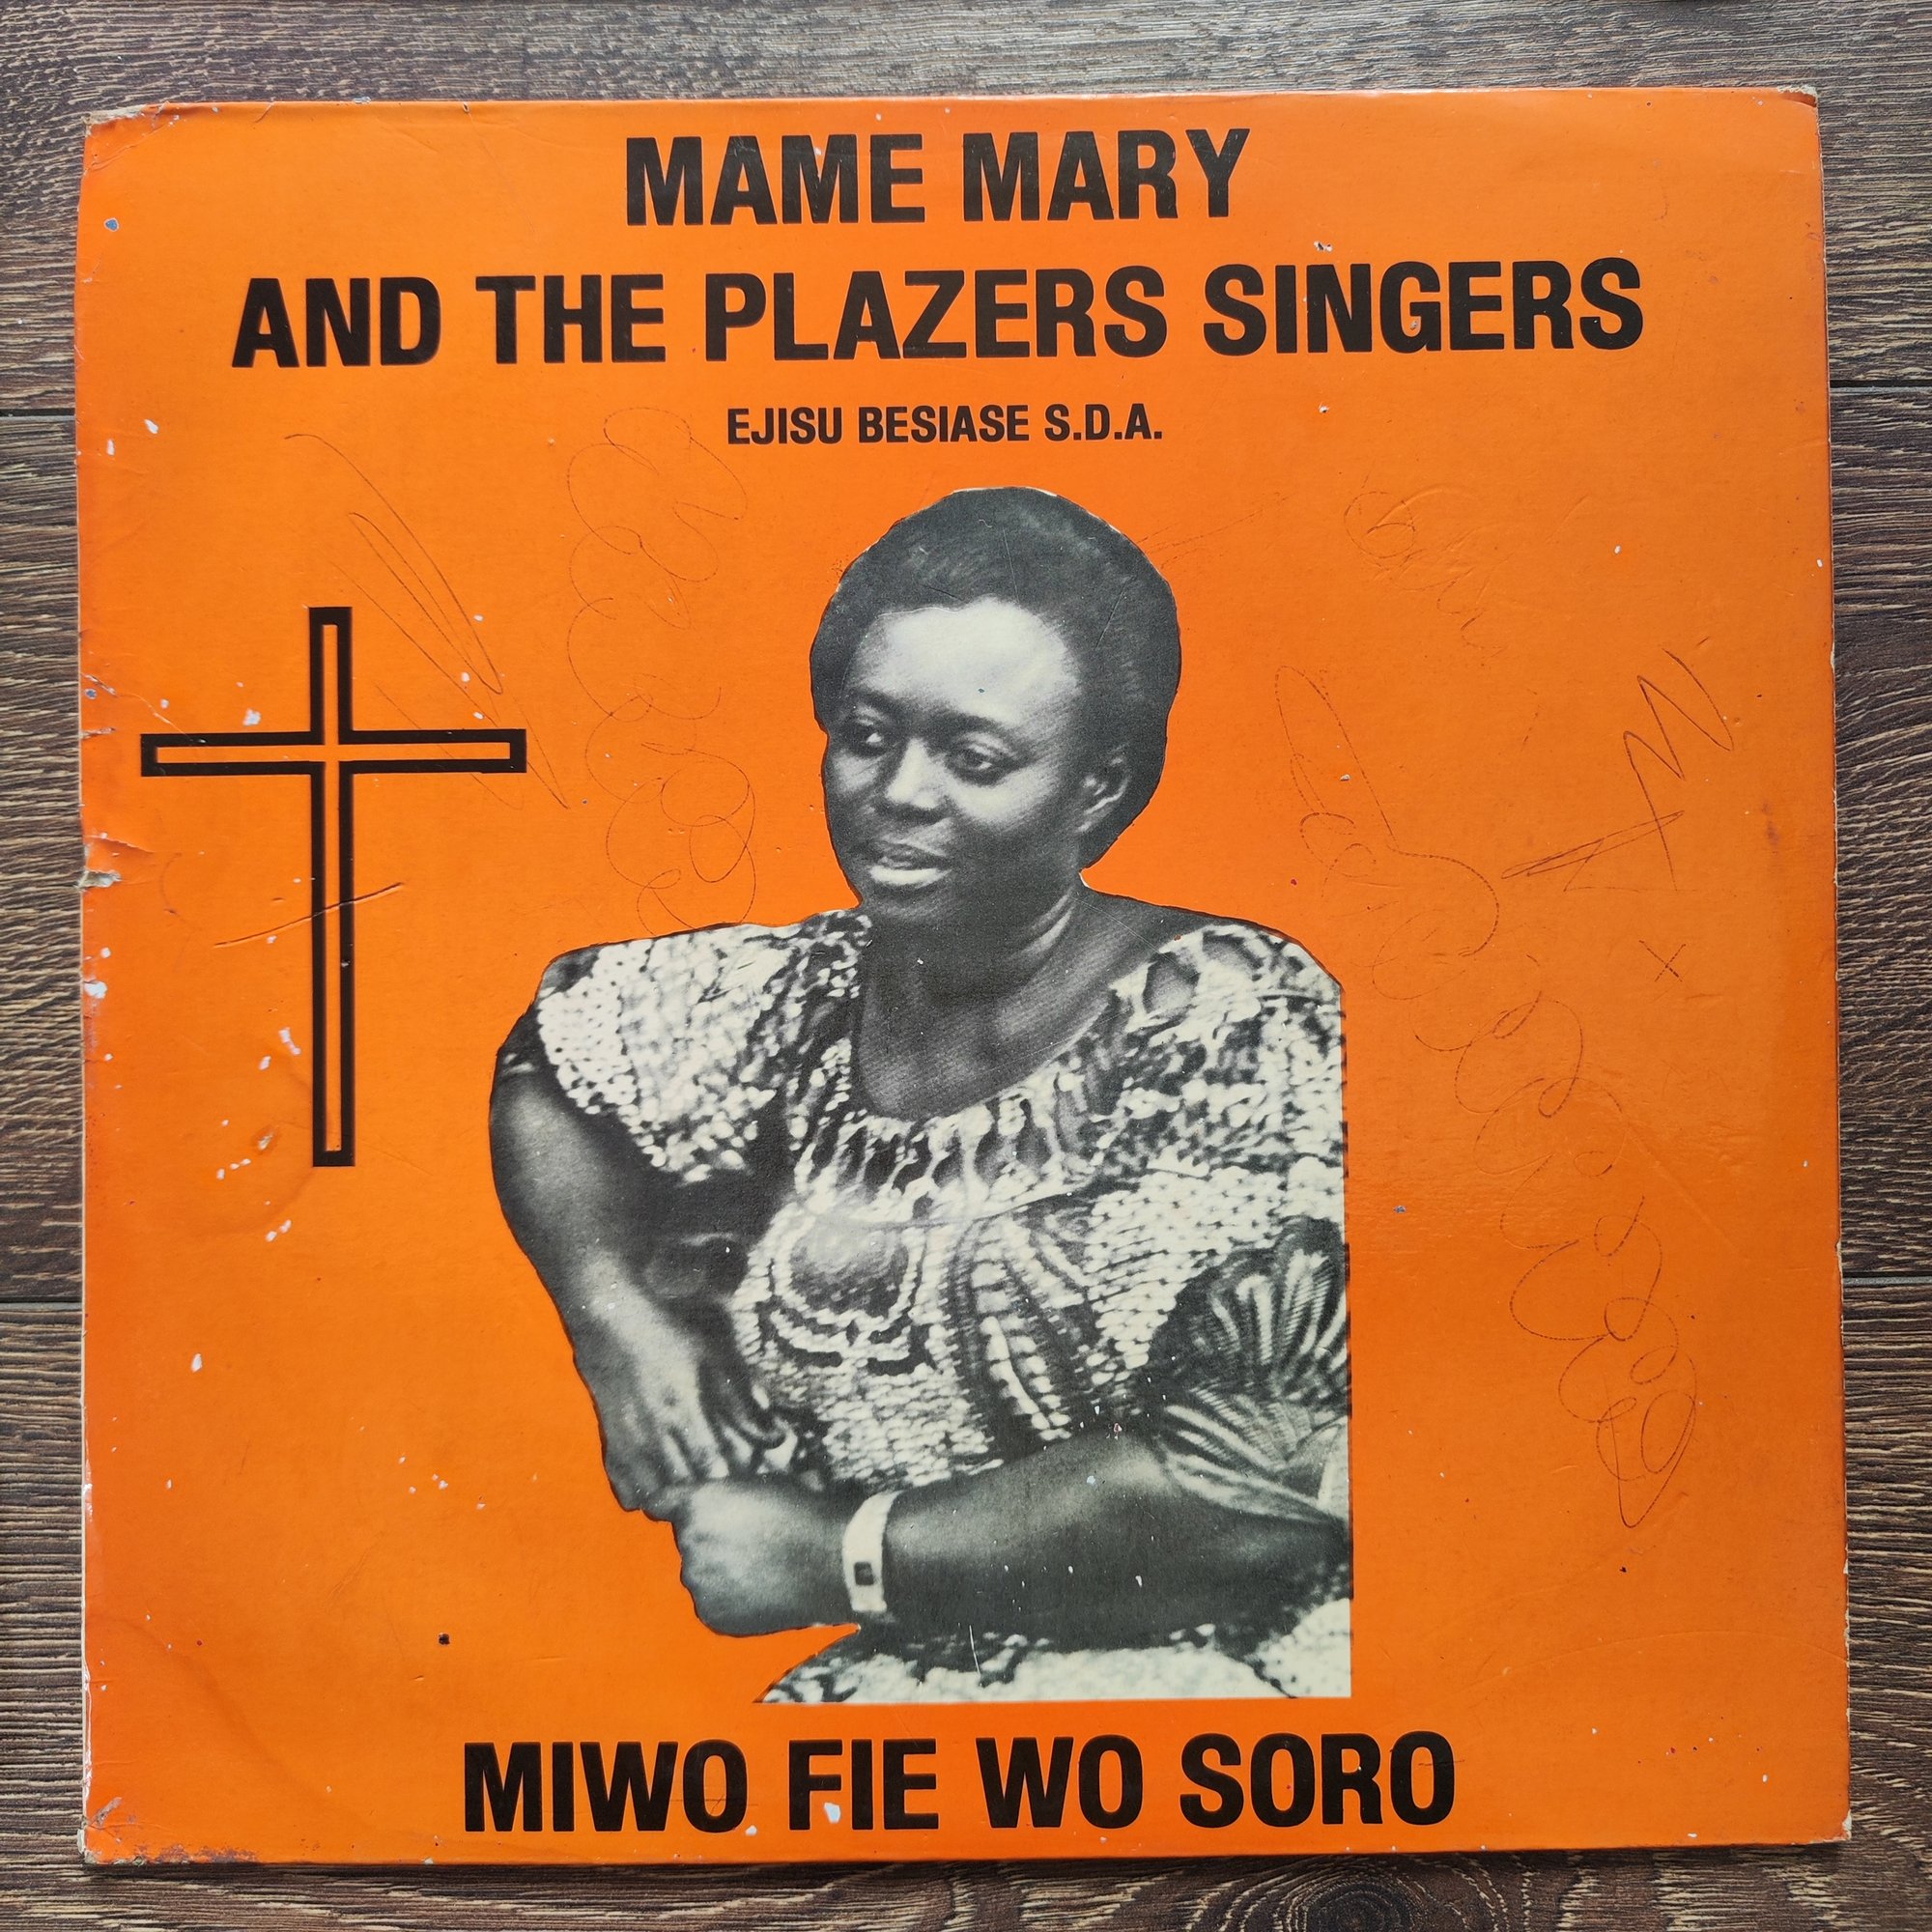 MAME MARY
AND THE PLAZERS SINGERS
EJISU BESIASE S.D.A.
MIWO FIE WO SORO